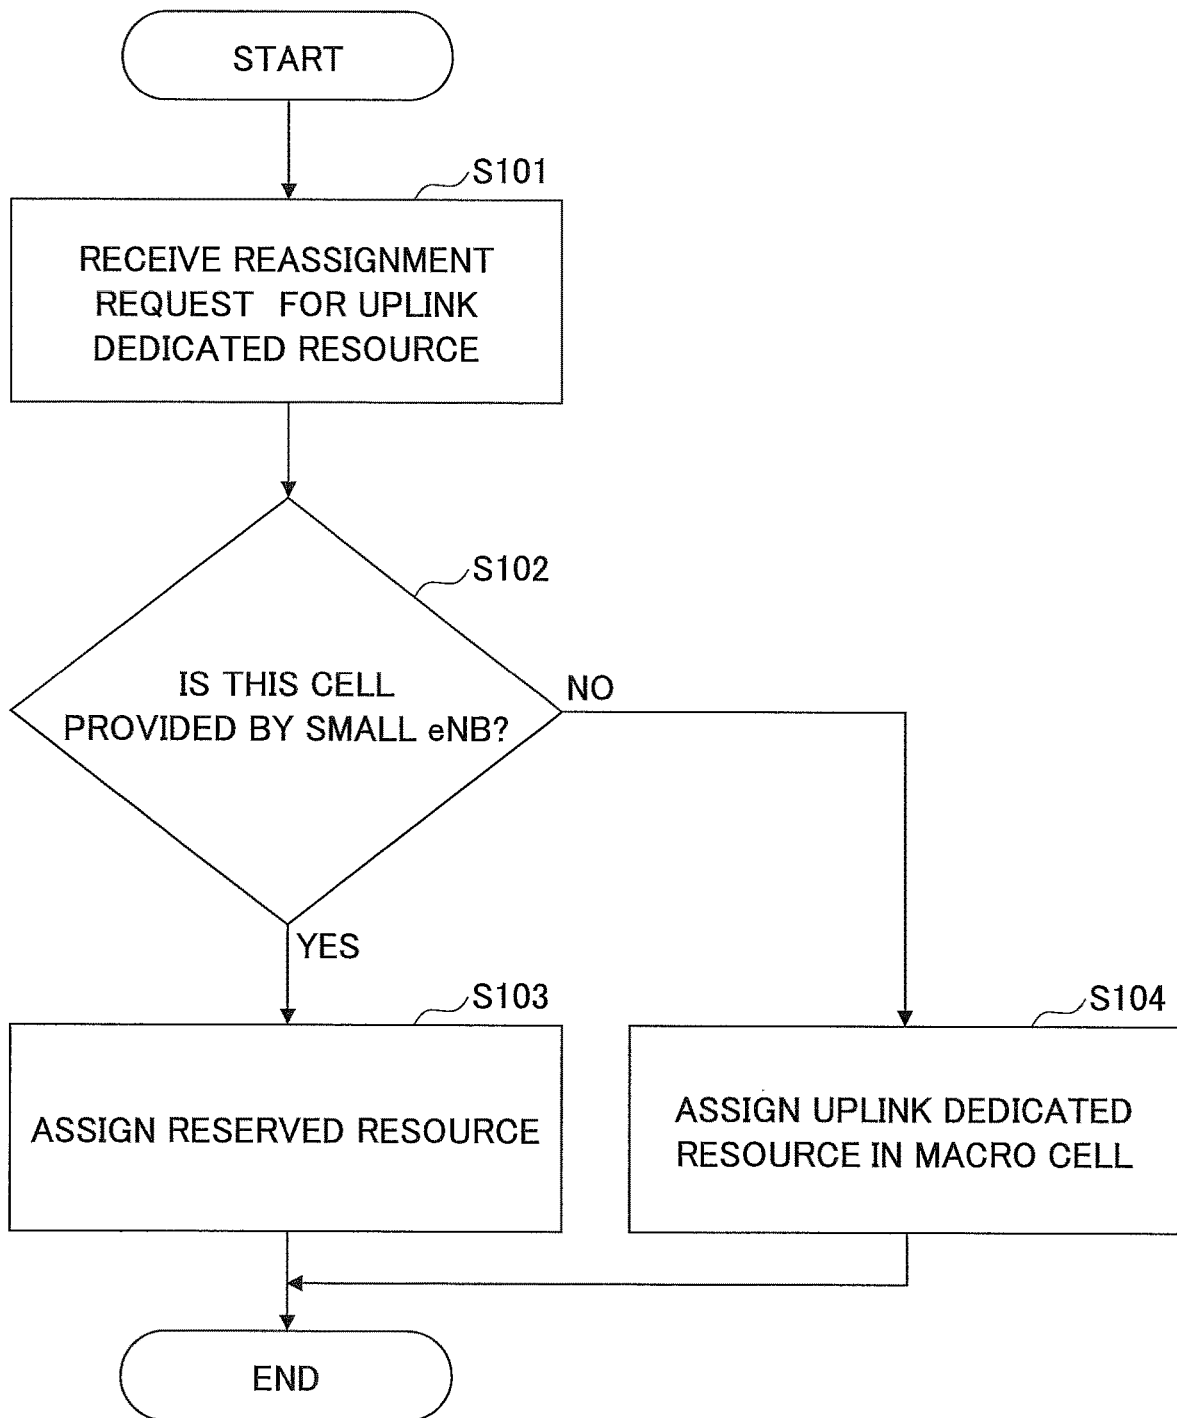 START
S101
RECEIVE REASSIGNMENT
REQUEST FOR UPLINK
DEDICATED RESOURCE
S102
IS THIS CELL
PROVIDED BY SMALL eNB?
NO
YES
S103
ASSIGN RESERVED RESOURCE
S104
ASSIGN UPLINK DEDICATED
RESOURCE IN MACRO CELL
END